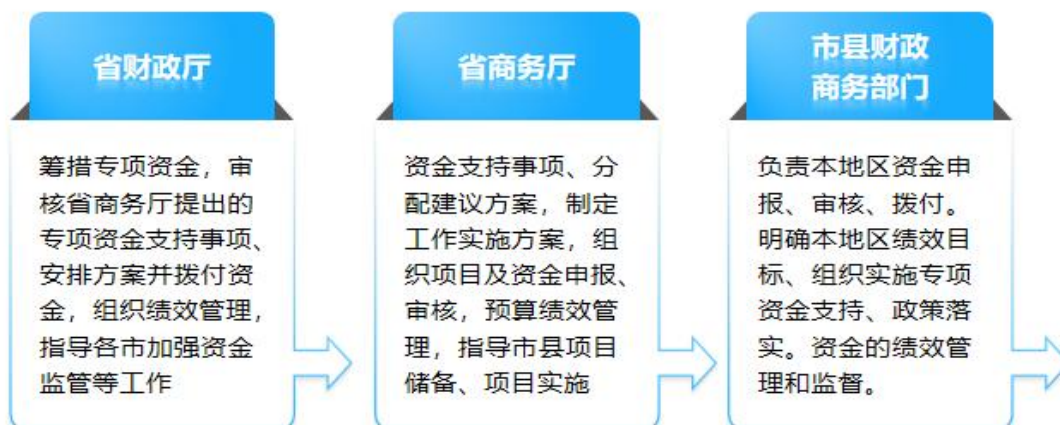 省财政厅
筹措专项资金，审
核省商务厅提出的
专项资金支持事项、
安排方案并拨付资
金，组织绩效管理，
指导各市加强资金
监管等工作
省商务厅
资金支持事项、分
配建议方案，制定
工作实施方案，组
织项目及资金申报、
审核，预算绩效管
理，指导市县项目
储备、项目实施
市县财政
商务部门
负责本地区资金申
报、审核、拨付。
明确本地区绩效目
标、组织实施专项
资金支持、政策落
实。资金的绩效管
理和监督。